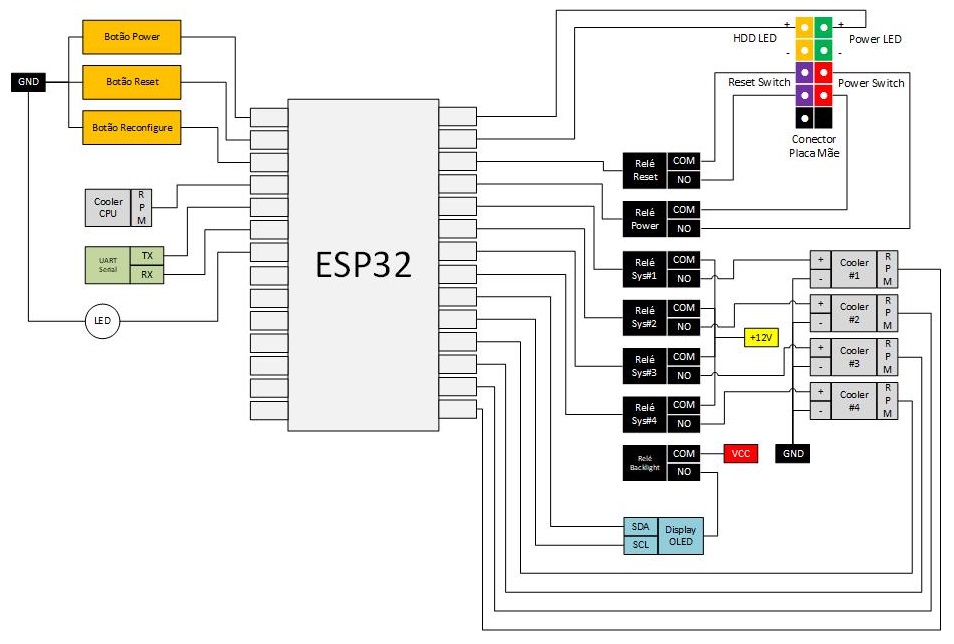 Botão Power
GND
Botão Reset
Botão Reconfigure
Cooler
CPU
R
P
M
UART
Serial
TX
RX
LED
ESP32
HDD LED
+
-
+
-
Power LED
Reset Switch
Power Switch
Conector
Placa Mãe
Relé
Reset
COM
NO
Relé
Power
COM
NO
Relé
Sys#1
COM
NO
Relé
Sys#2
COM
NO
Relé
Sys#3
COM
NO
Relé
Sys#4
COM
NO
Relé
Backlight
COM
NO
+12V
VCC
GND
+
-
Cooler
#1
R
P
M
+
-
Cooler
#2
R
P
M
+
-
Cooler
#3
R
P
M
+
-
Cooler
#4
R
P
M
SDA
SCL
Display
OLED